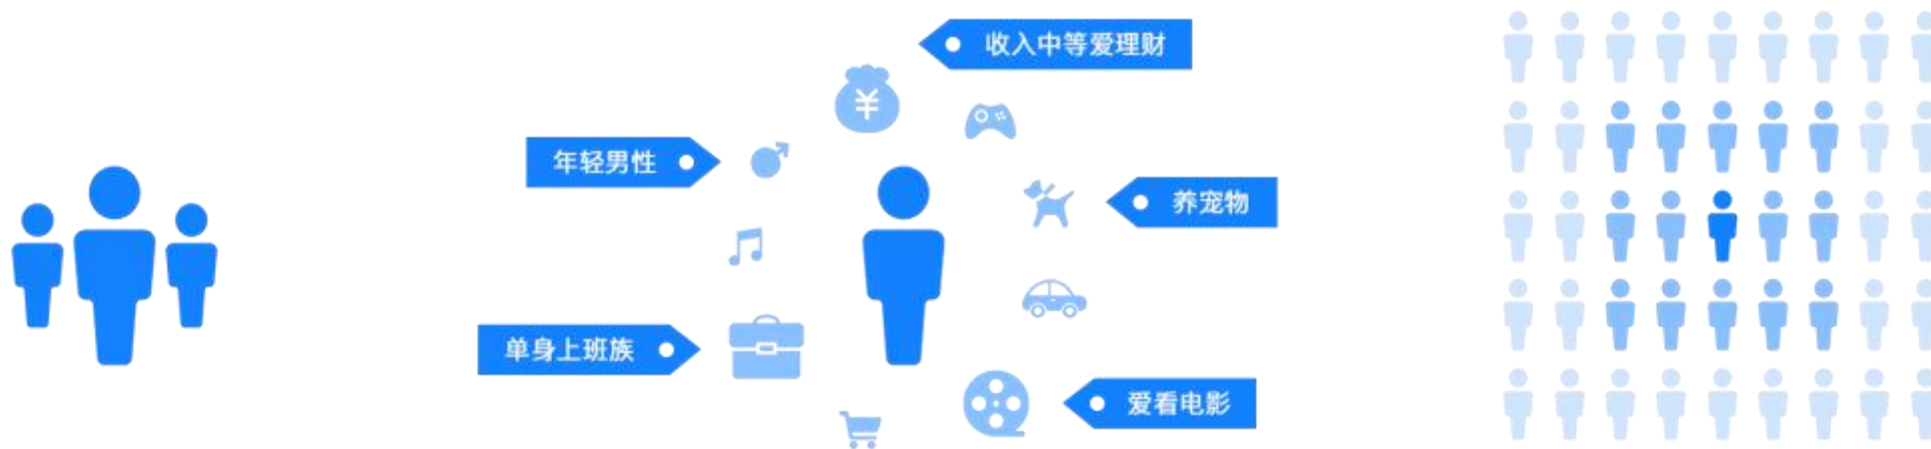 收入中等爱理财
年轻男性
养宠物
单身上班族
爱看电影